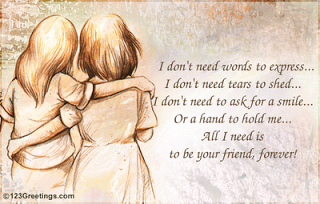 I don't need words to express...
I don't need tears to shed...
I don't need to ask for a smile...
Or a hand to hold me...
All I need is
to be your friend, forever!
©123Greetings.com